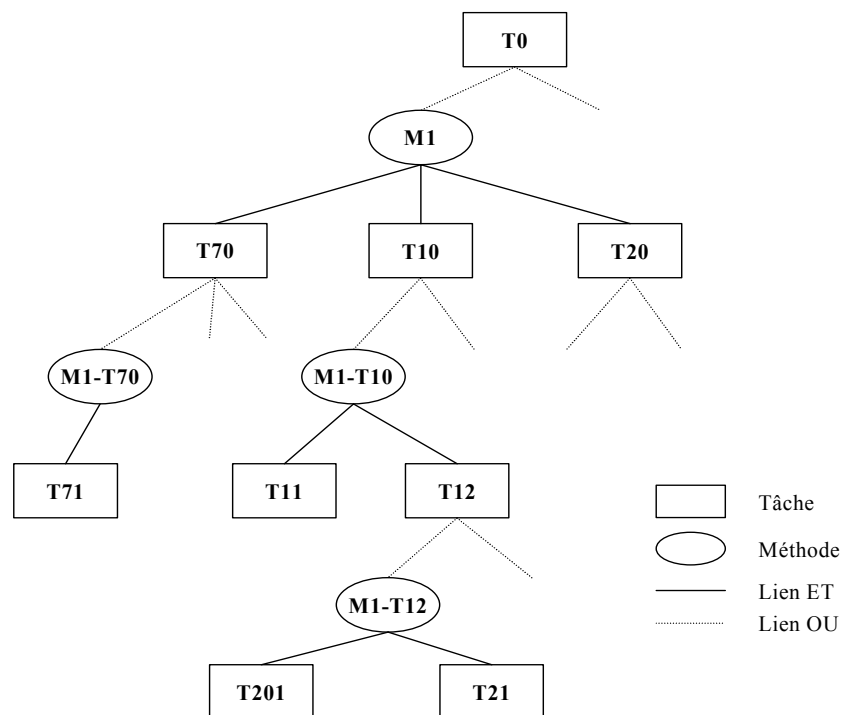 T0
M1
T70
T10
T20
M1-T70
M1-T10
T71
T11
T12
M1-T12
T201
T21
Tâche
Méthode
Lien ET
Lien OU